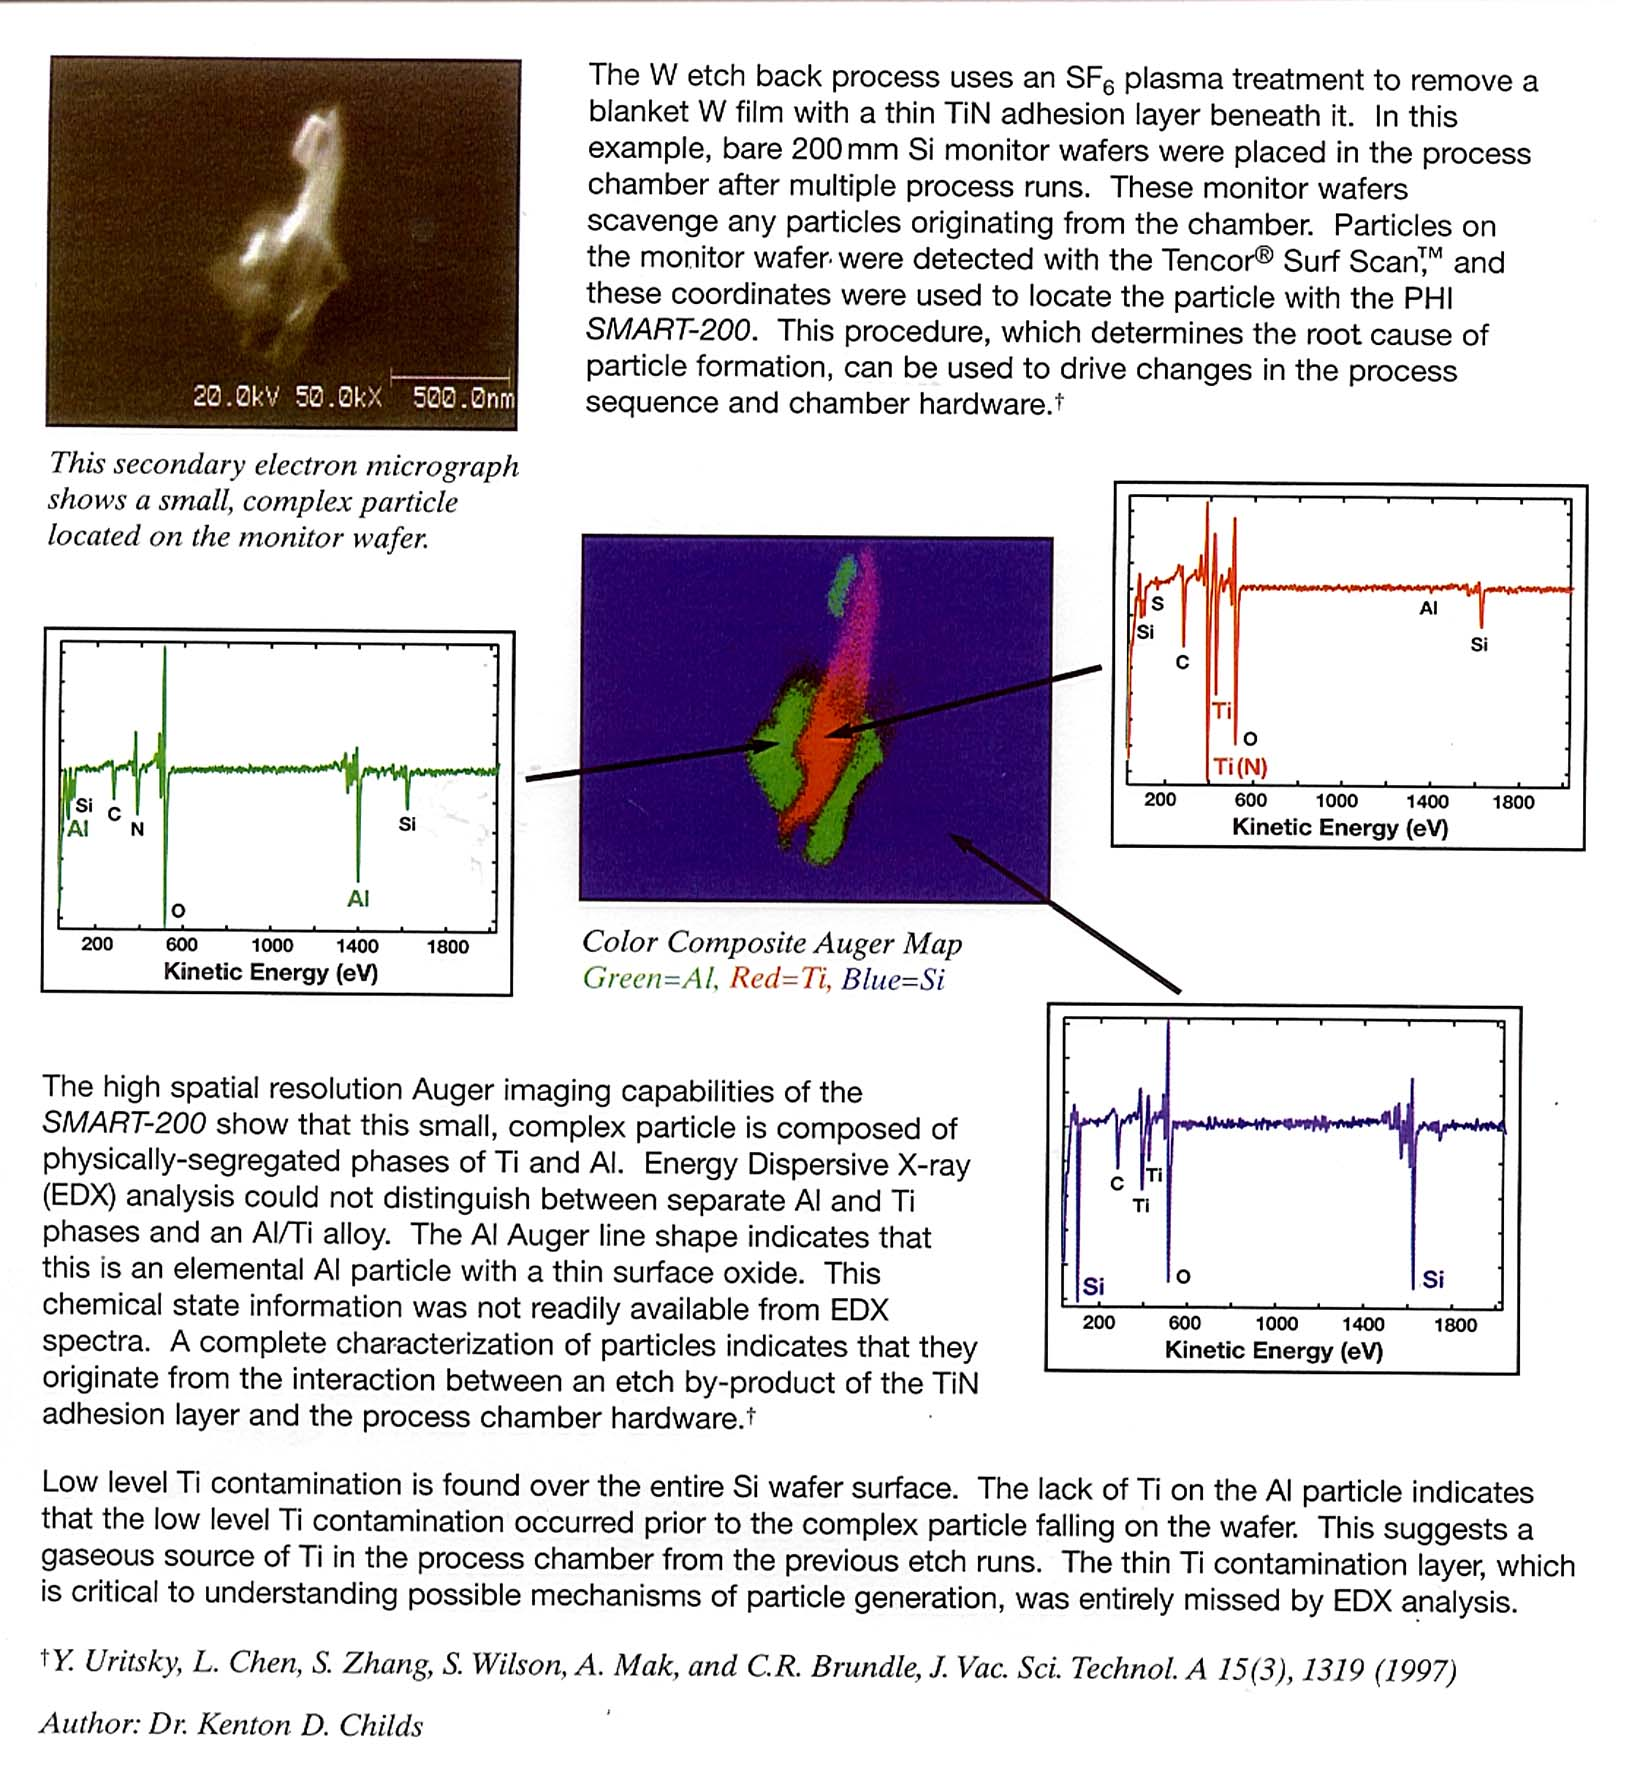 The W etch back process uses an SF6 plasma treatment to remove a
blanket W film with a thin TiN adhesion layer beneath it. In this
example, bare 200mm Si monitor wafers were placed in the process
chamber after multiple process runs. These monitor wafers
scavenge any particles originating from the chamber. Particles on
the monitor wafer were detected with the Tencor® Surf Scan,™ and
these coordinates were used to locate the particle with the PHI
SMART-200. This procedure, which determines the root cause of
particle formation, can be used to drive changes in the process
sequence and chamber hardware.†
20.0kV 50.0kX 500.0nm
This secondary electron micrograph
shows a small, complex particle
located on the monitor wafer.
Si
Al
C
N
O
Al
Si
200 600 1000 1400 1800
Kinetic Energy (eV)
Color Composite Auger Map
Green=Al, Red=Ti, Blue=Si
S
Si
C
Ti
O
Ti(N)
Al
Si
200 600 1000 1400 1800
Kinetic Energy (eV)
C
Ti
Ti
Si
O
Si
200 600 1000 1400 1800
Kinetic Energy (eV)
The high spatial resolution Auger imaging capabilities of the
SMART-200 show that this small, complex particle is composed of
physically-segregated phases of Ti and Al. Energy Dispersive X-ray
(EDX) analysis could not distinguish between separate Al and Ti
phases and an Al/Ti alloy. The Al Auger line shape indicates that
this is an elemental Al particle with a thin surface oxide. This
chemical state information was not readily available from EDX
spectra. A complete characterization of particles indicates that they
originate from the interaction between an etch by-product of the TiN
adhesion layer and the process chamber hardware.†
Low level Ti contamination is found over the entire Si wafer surface. The lack of Ti on the Al particle indicates
that the low level Ti contamination occurred prior to the complex particle falling on the wafer. This suggests a
gaseous source of Ti in the process chamber from the previous etch runs. The thin Ti contamination layer, which
is critical to understanding possible mechanisms of particle generation, was entirely missed by EDX analysis.
†Y. Uritsky, L. Chen, S. Zhang, S. Wilson, A. Mak, and C.R. Brundle, J. Vac. Sci. Technol. A 15(3), 1319 (1997)
Author: Dr. Kenton D. Childs